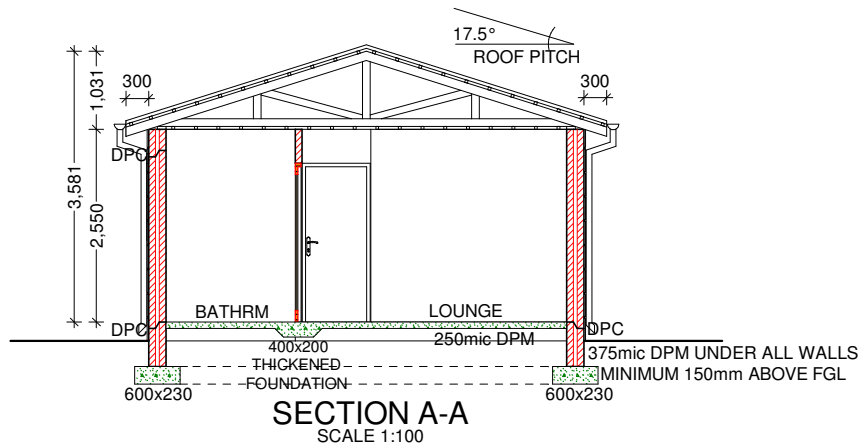 17.5°
ROOF PITCH
300
300
1,031
3,581
2,550
DPC
BATHRM
LOUNGE
DPC
DPC
250mic DPM
400x200
THICKENED
FOUNDATION
375mic DPM UNDER ALL WALLS
MINIMUM 150mm ABOVE FGL
600x230
600x230
SECTION A-A
SCALE 1:100